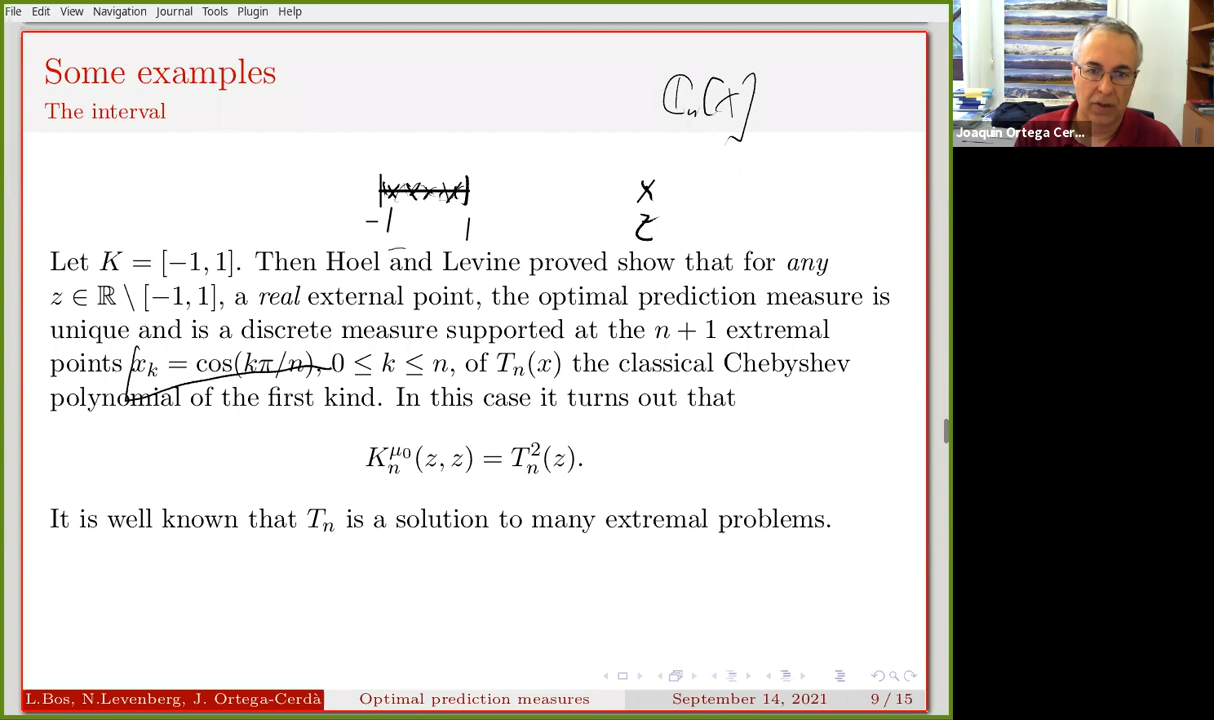 File Edit View Navigation Journal Tools Plugin Help
Some examples
The interval
ℂₙ[x]
x
-1 1 z
Let K = [−1, 1]. Then Hoel and Levine proved show that for any
z ∈ ℝ \ [−1, 1], a real external point, the optimal prediction measure is
unique and is a discrete measure supported at the n + 1 extremal
points x_k = cos(kπ/n), 0 ≤ k ≤ n, of T_n(x) the classical Chebyshev
polynomial of the first kind. In this case it turns out that
K_n^{μ_0}(z, z) = T_n^2(z).
It is well known that T_n is a solution to many extremal problems.
L.Bos, N.Levenberg, J. Ortega-Cerdà Optimal prediction measures September 14, 2021 9 / 15
Joaquin Ortega Cer...